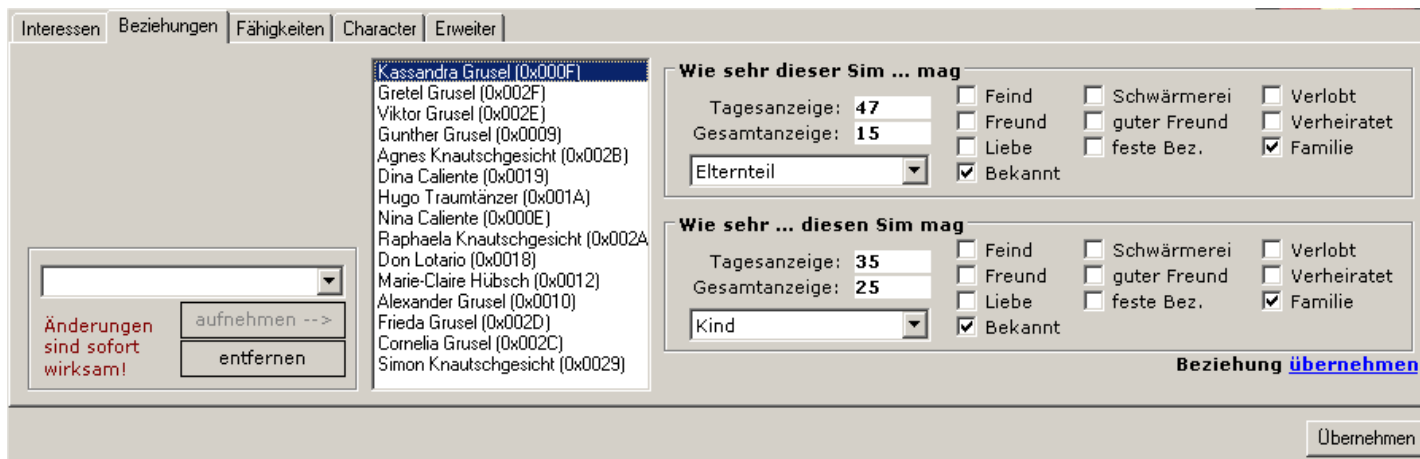 Interessen Beziehungen Fähigkeiten Character Erweiter
Kassandra Grusel (0x000F)
Gretel Grusel (0x002F)
Viktor Grusel (0x002E)
Gunther Grusel (0x0009)
Agnes Knautschgesicht (0x002B)
Dina Caliente (0x0019)
Hugo Traumtänzer (0x001A)
Nina Caliente (0x000E)
Raphaela Knautschgesicht (0x002A
Don Lotario (0x0018)
Marie-Claire Hübsch (0x0012)
Alexander Grusel (0x0010)
Frieda Grusel (0x002D)
Cornelia Grusel (0x002C)
Simon Knautschgesicht (0x0029)
Änderungen
sind sofort
wirksam!
aufnehmen -->
entfernen
Wie sehr dieser Sim ... mag
Tagesanzeige: 47
Gesamtanzeige: 15
Elternteil
Feind Schwärmerei Verlobt
Freund guter Freund Verheiratet
Liebe feste Bez. Familie
Bekannt
Wie sehr ... diesen Sim mag
Tagesanzeige: 35
Gesamtanzeige: 25
Kind
Feind Schwärmerei Verlobt
Freund guter Freund Verheiratet
Liebe feste Bez. Familie
Bekannt
Beziehung übernehmen
Übernehmen